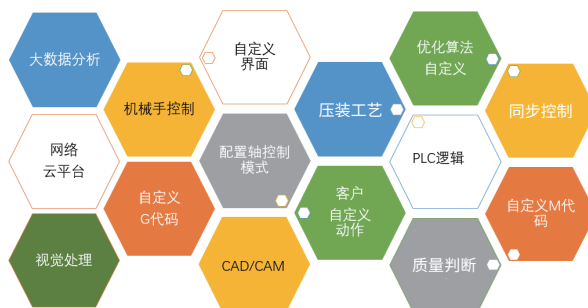 大数据分析
机械手控制
自定义
界面
压装工艺
优化算法
自定义
同步控制
网络
云平台
自定义
G代码
配置轴控制
模式
客户
自定义
动作
PLC逻辑
自定义M代
码
视觉处理
CAD/CAM
质量判断